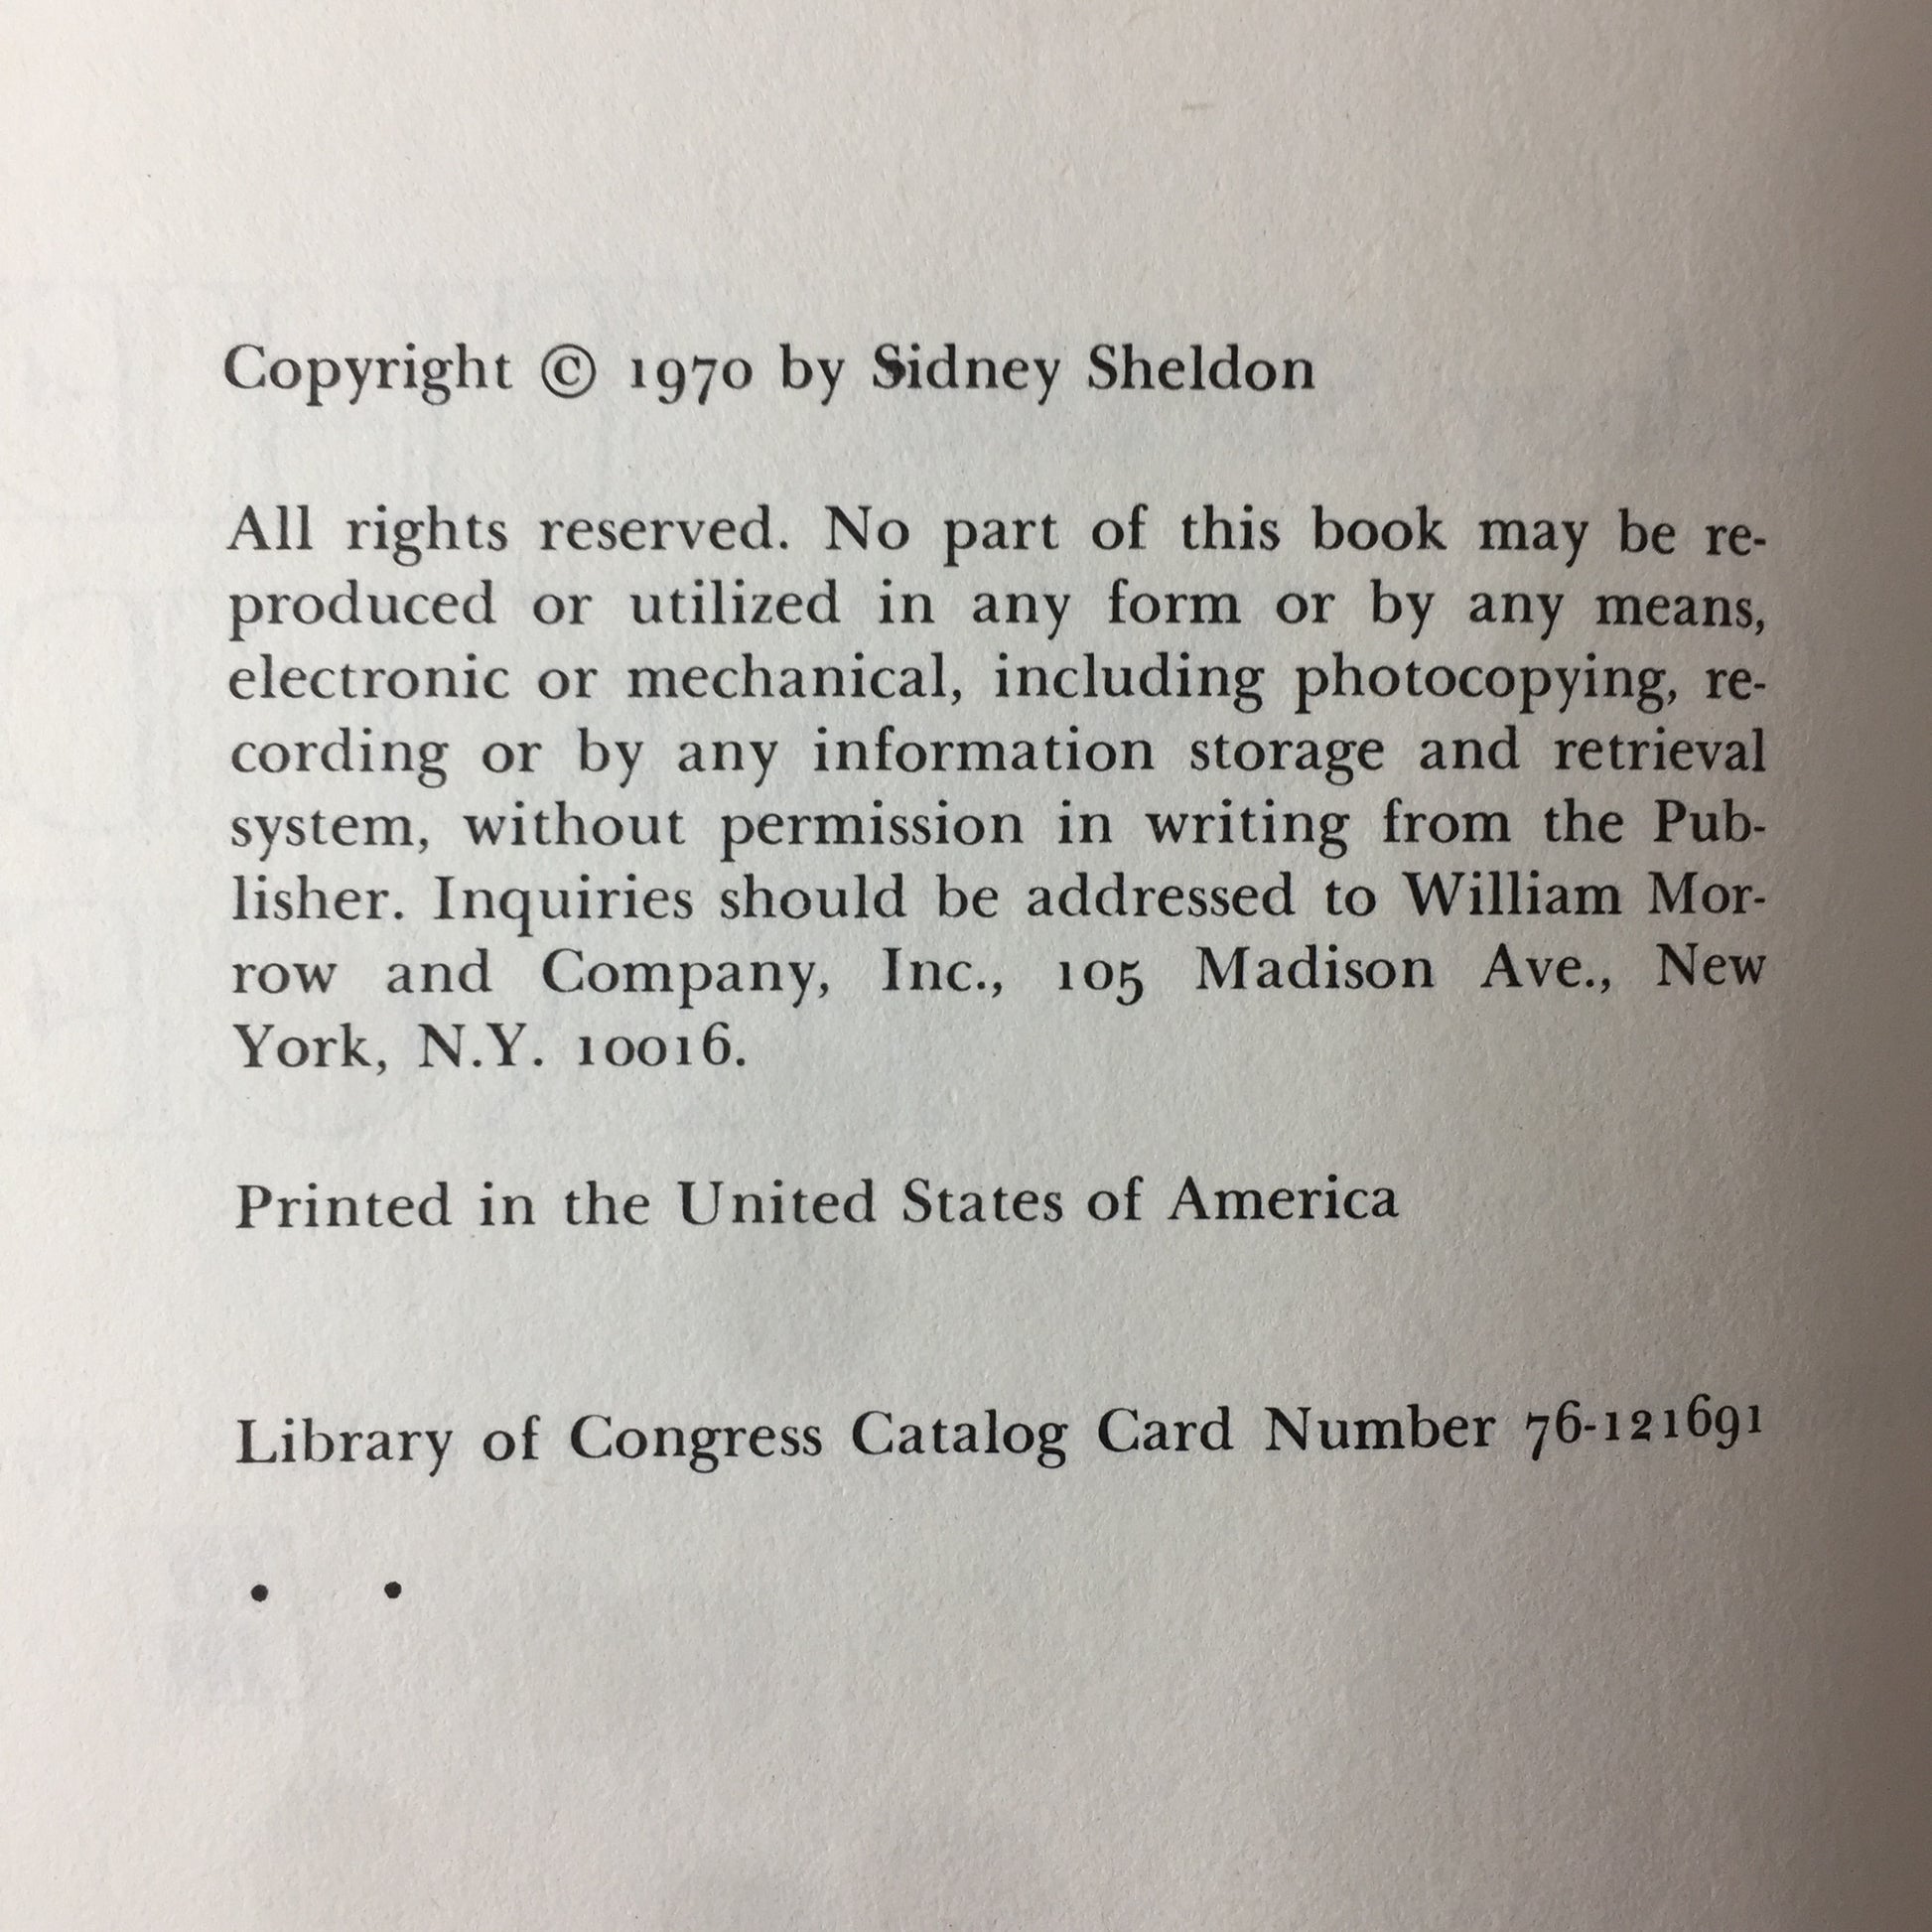 Copyright © 1970 by Sidney Sheldon
All rights reserved. No part of this book may be re-
produced or utilized in any form or by any means,
electronic or mechanical, including photocopying, re-
cording or by any information storage and retrieval
system, without permission in writing from the Pub-
lisher. Inquiries should be addressed to William Mor-
row and Company, Inc., 105 Madison Ave., New
York, N.Y. 10016.
Printed in the United States of America
Library of Congress Catalog Card Number 76-121691